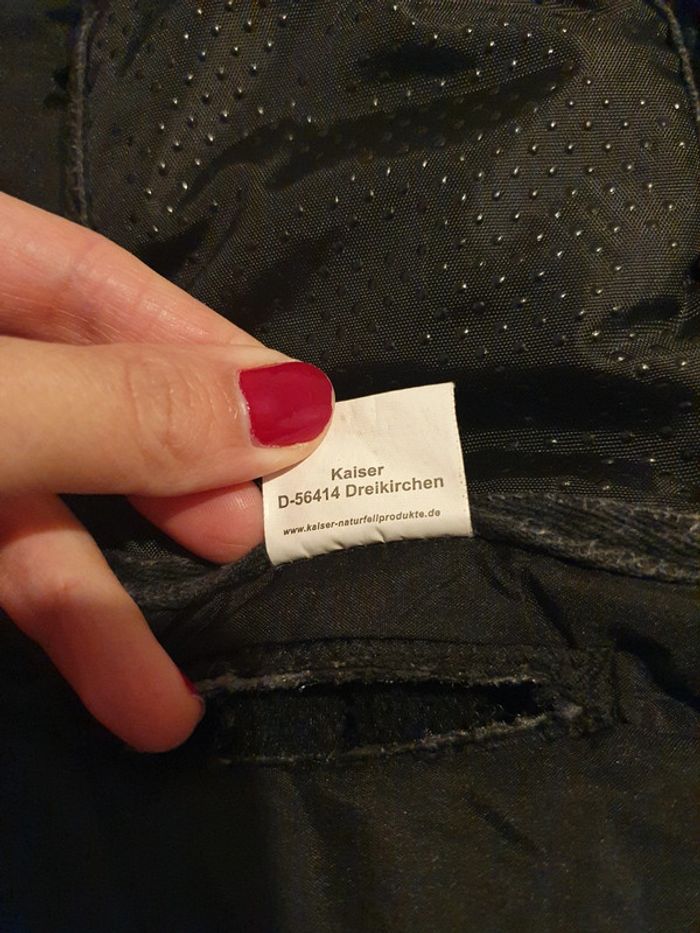 Kaiser
D-56414 Dreikirchen
www.kaiser-naturfellprodukte.de